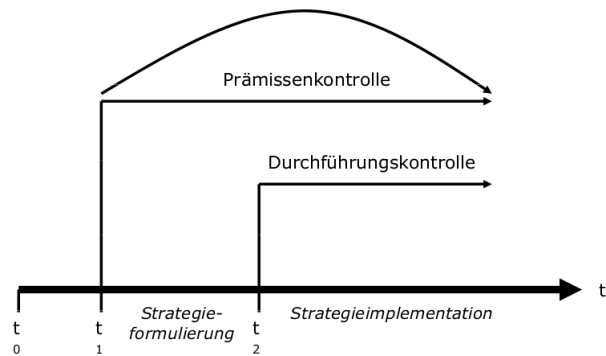 Prämissenkontrolle
Durchführungskontrolle
t
Strategie-
formulierung
Strategieimplementation
t
0
t
1
t
2